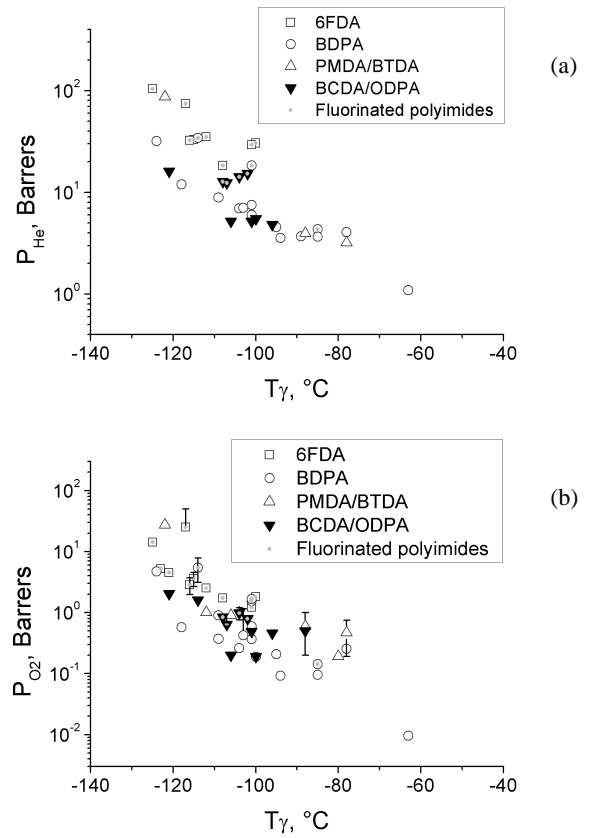 6FDA
BDPA
PMDA/BTDA
BCDA/ODPA
Fluorinated polyimides
(a)
P_He, Barrers
10²
10¹
10⁰
-140 -120 -100 -80 -60 -40
Tγ, °C
6FDA
BDPA
PMDA/BTDA
BCDA/ODPA
Fluorinated polyimides
(b)
P_O2, Barrers
10²
10¹
10⁰
10⁻¹
10⁻²
-140 -120 -100 -80 -60 -40
Tγ, °C